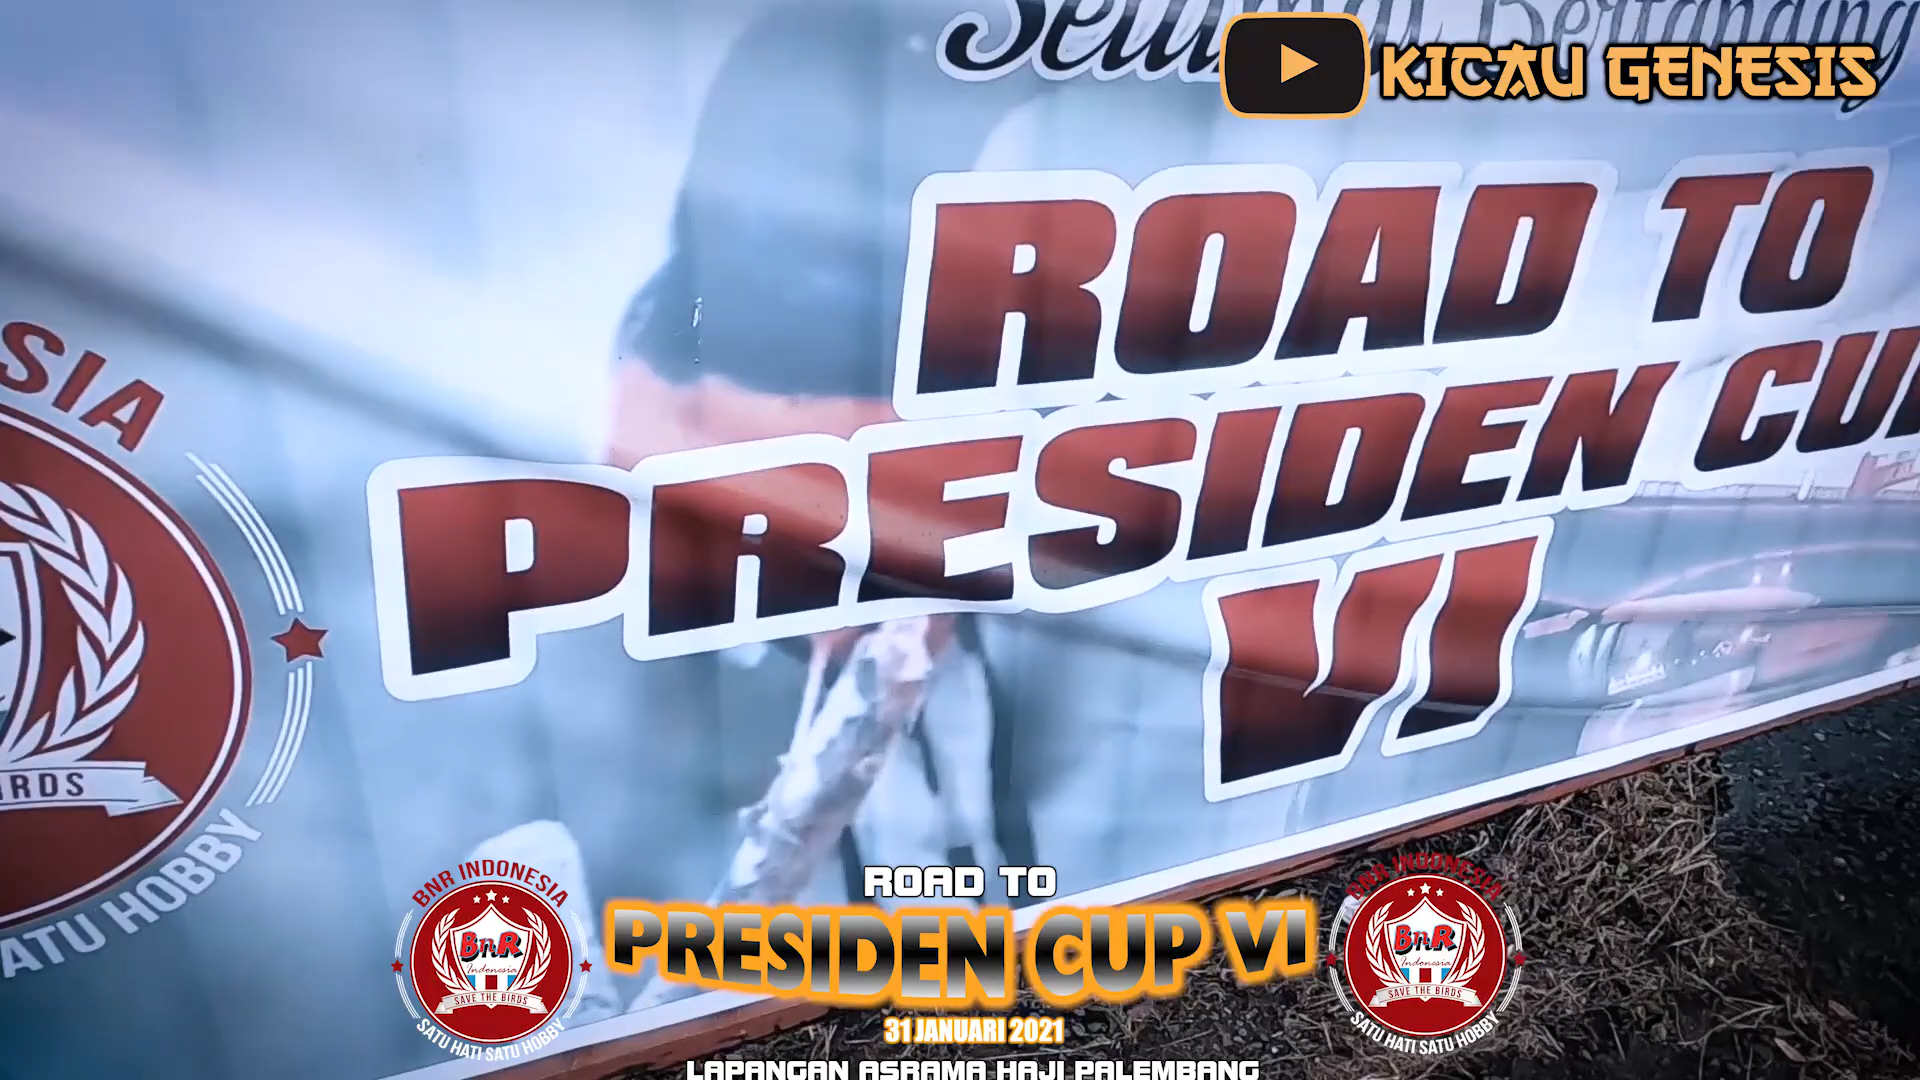 KICAU GENESIS
ROAD TO
PRESIDEN CUP
VI
SIA
SATU HOBBY
ROAD TO
PRESIDEN CUP VI
31 JANUARI 2021
LAPANGAN ASRAMA HAJI PALEMBANG
BNR INDONESIA
BnR
Indonesia
SAVE THE BIRDS
SATU HATI SATU HOBBY
BNR INDONESIA
BnR
Indonesia
SAVE THE BIRDS
SATU HATI SATU HOBBY